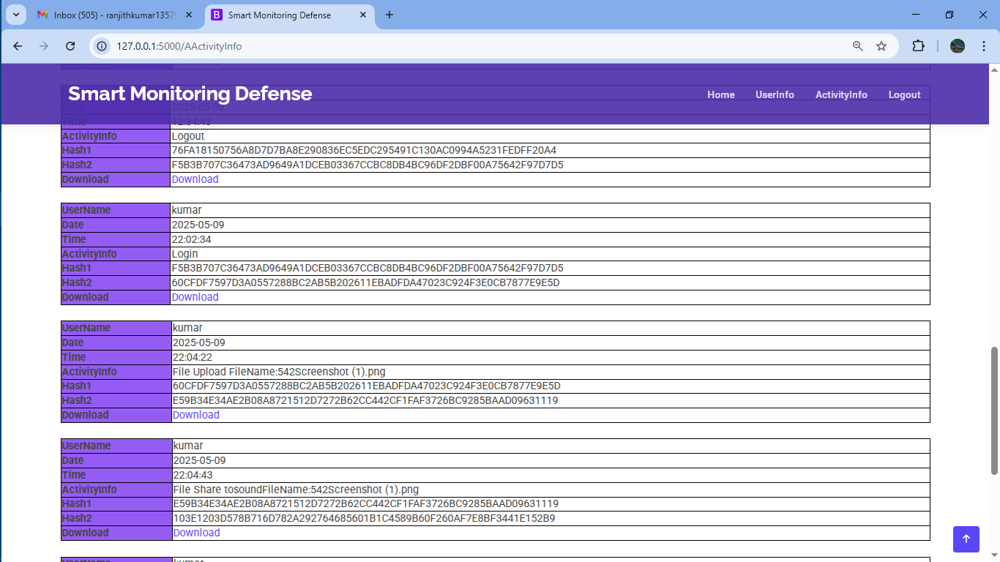 Inbox (505) - ranjithkumar13579
Smart Monitoring Defense
127.0.0.1:5000/AActivityInfo
Smart Monitoring Defense
Home UserInfo ActivityInfo Logout
Date 2025-05-08
Time 12:34:43
ActivityInfo Logout
Hash1 76FA18150756A8D7D7BA8E290836EC5EDC295491C130AC0994A5231FEDFF20A4
Hash2 F5B3B707C36473AD9649A1DCEB03367CCBC8DB4BC96DF2DBF00A75642F97D7D5
Download Download
UserName kumar
Date 2025-05-09
Time 22:02:34
ActivityInfo Login
Hash1 F5B3B707C36473AD9649A1DCEB03367CCBC8DB4BC96DF2DBF00A75642F97D7D5
Hash2 60CFDF7597D3A0557288BC2AB5B202611EBADFDA47023C924F3E0CB7877E9E5D
Download Download
UserName kumar
Date 2025-05-09
Time 22:04:22
ActivityInfo File Upload FileName:542Screenshot (1).png
Hash1 60CFDF7597D3A0557288BC2AB5B202611EBADFDA47023C924F3E0CB7877E9E5D
Hash2 E59B34E34AE2B08A8721512D7272B62CC442CF1FAF3726BC9285BAAD09631119
Download Download
UserName kumar
Date 2025-05-09
Time 22:04:43
ActivityInfo File Share tosoundFileName:542Screenshot (1).png
Hash1 E59B34E34AE2B08A8721512D7272B62CC442CF1FAF3726BC9285BAAD09631119
Hash2 103E1203D578B716D782A292764685601B1C4589B60F260AF7E8BF3441E152B9
Download Download
UserName kumar